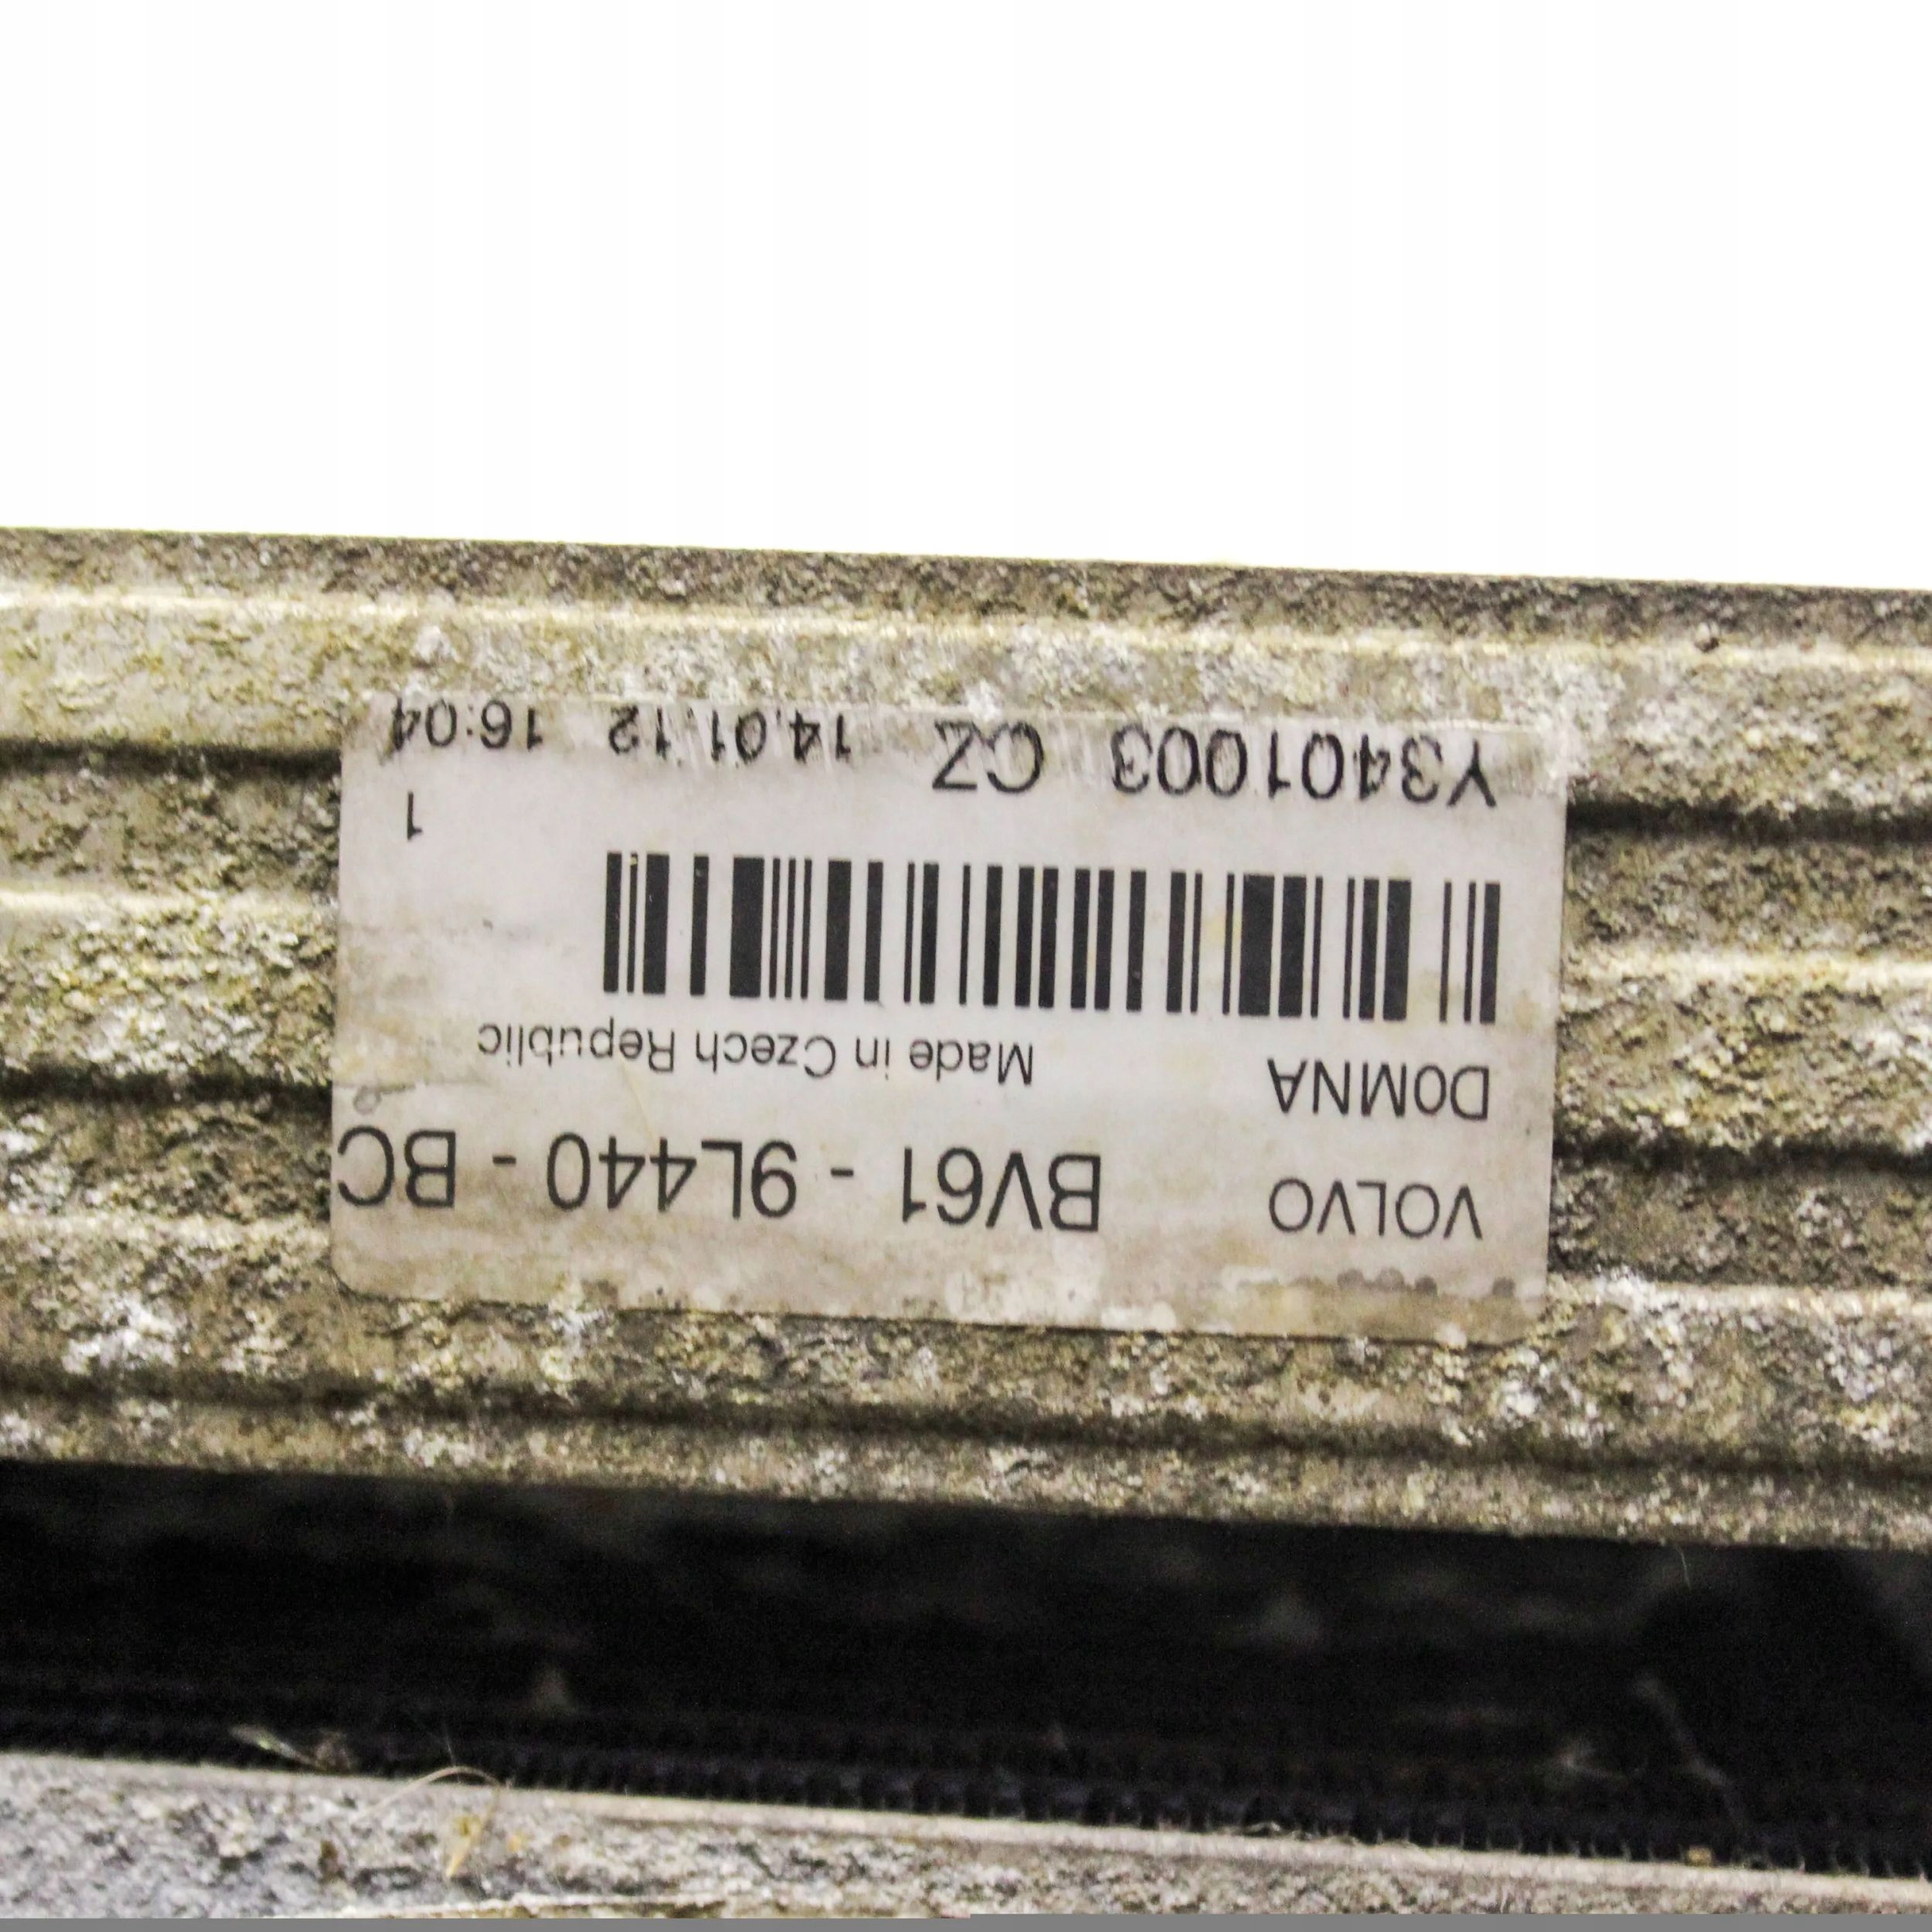 VOLVO BV61 - 9L440 - BC
DOMNA Made in Czech Republic
1
Y3401003 CZ 14.01.12 16:04